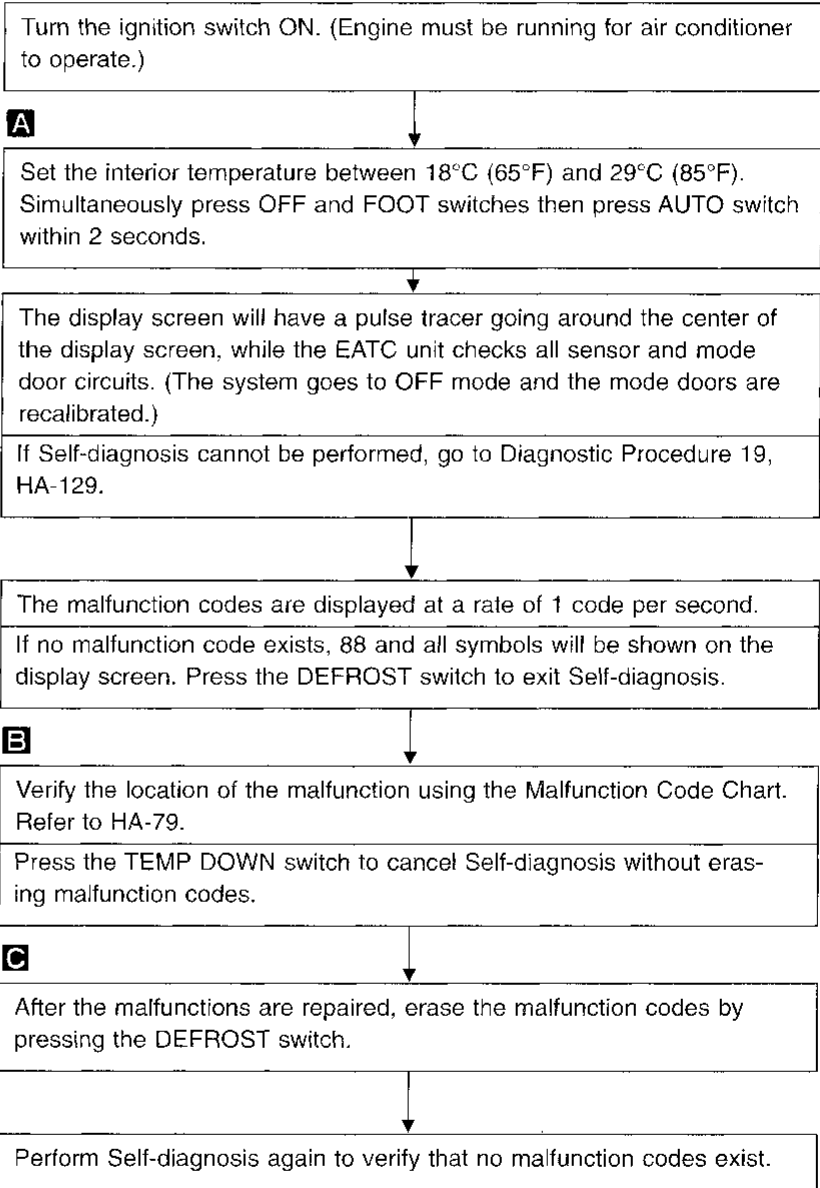 Turn the ignition switch ON. (Engine must be running for air conditioner
to operate.)
A
Set the interior temperature between 18°C (65°F) and 29°C (85°F).
Simultaneously press OFF and FOOT switches then press AUTO switch
within 2 seconds.
The display screen will have a pulse tracer going around the center of
the display screen, while the EATC unit checks all sensor and mode
door circuits. (The system goes to OFF mode and the mode doors are
recalibrated.)
If Self-diagnosis cannot be performed, go to Diagnostic Procedure 19,
HA-129.
The malfunction codes are displayed at a rate of 1 code per second.
If no malfunction code exists, 88 and all symbols will be shown on the
display screen. Press the DEFROST switch to exit Self-diagnosis.
B
Verify the location of the malfunction using the Malfunction Code Chart.
Refer to HA-79.
Press the TEMP DOWN switch to cancel Self-diagnosis without eras-
ing malfunction codes.
C
After the malfunctions are repaired, erase the malfunction codes by
pressing the DEFROST switch.
Perform Self-diagnosis again to verify that no malfunction codes exist.